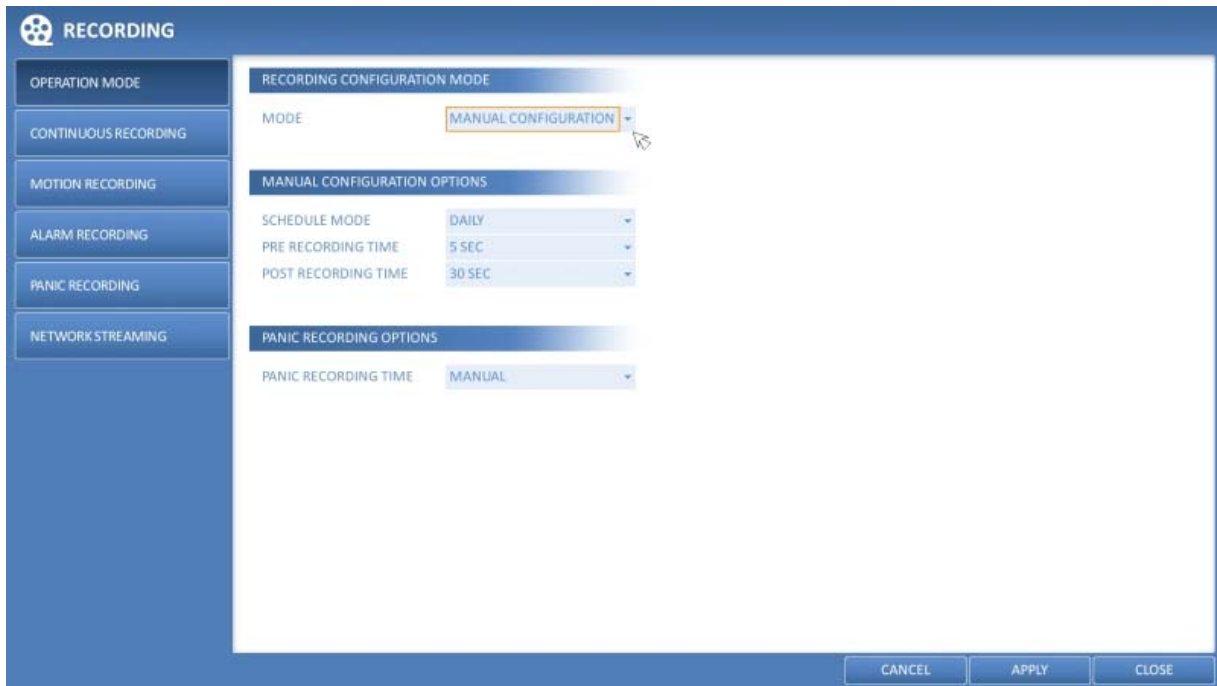 RECORDING
OPERATION MODE
CONTINUOUS RECORDING
MOTION RECORDING
ALARM RECORDING
PANIC RECORDING
NETWORK STREAMING
RECORDING CONFIGURATION MODE
MODE MANUAL CONFIGURATION
MANUAL CONFIGURATION OPTIONS
SCHEDULE MODE DAILY
PRE RECORDING TIME 5 SEC
POST RECORDING TIME 30 SEC
PANIC RECORDING OPTIONS
PANIC RECORDING TIME MANUAL
CANCEL APPLY CLOSE